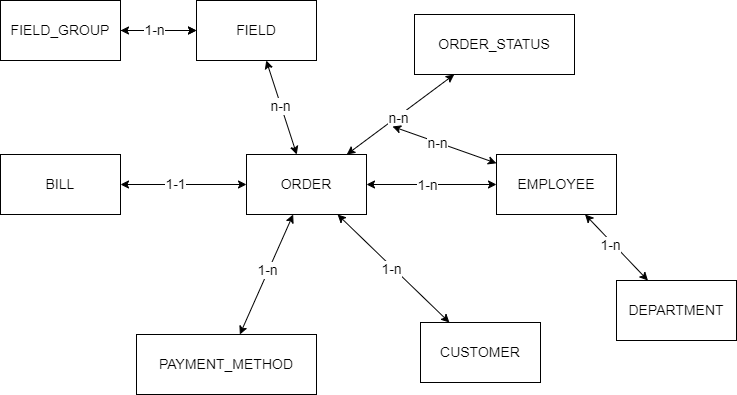 FIELD_GROUP
1-n
FIELD
ORDER_STATUS
n-n
n-n
n-n
BILL
1-1
ORDER
1-n
EMPLOYEE
1-n
1-n
1-n
DEPARTMENT
PAYMENT_METHOD
CUSTOMER